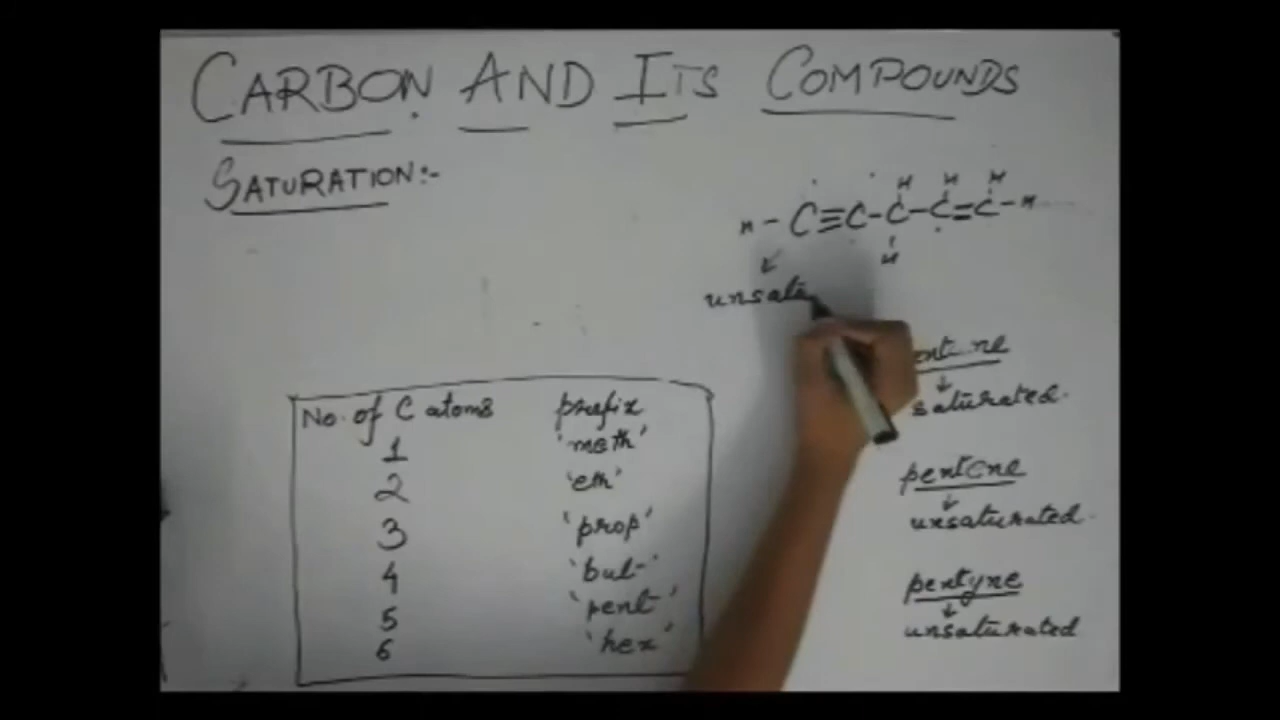 CARBON AND ITS COMPOUNDS
SATURATION:-
H H H
H - C ≡ C - C - C = C - H
H
unsatu
saturated.
pentene
unsaturated.
pentyne
unsaturated
No. of C atoms prefix
1 'meth'
2 'eth'
3 'prop'
4 'but'
5 'pent'
6 'hex'